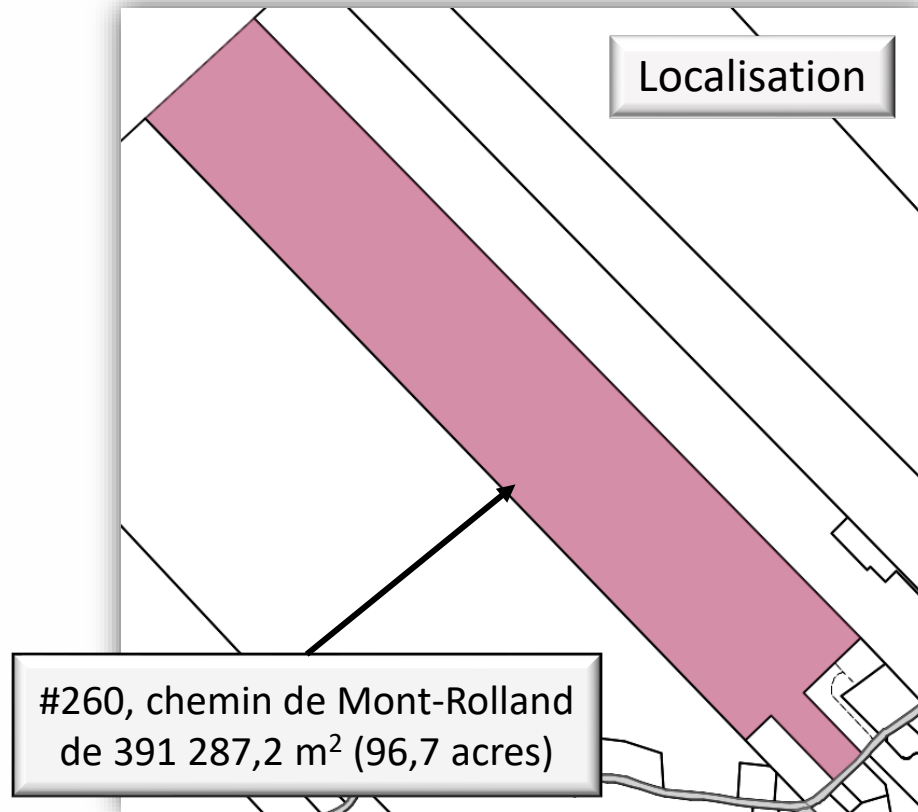 Localisation
#260, chemin de Mont-Rolland
de 391 287,2 m² (96,7 acres)